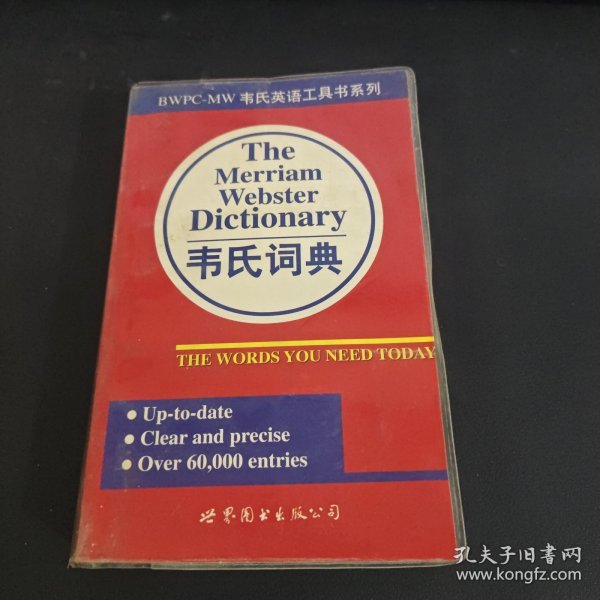 BWPC-MW 韦氏英语工具书系列
The
Merriam
Webster
Dictionary
韦氏词典
THE WORDS YOU NEED TODAY
• Up-to-date
• Clear and precise
• Over 60,000 entries
世界图书出版公司
孔夫子旧书网
www.kongfz.com